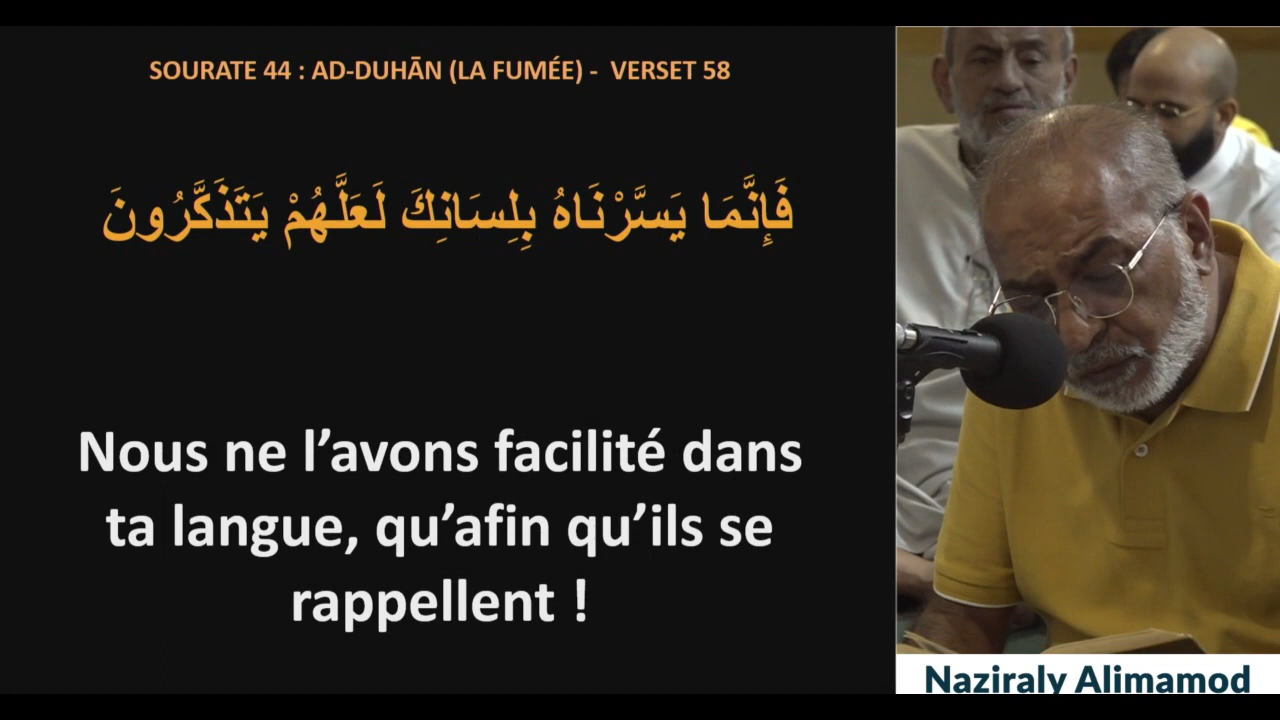 SOURATE 44 : AD-DUHĀN (LA FUMÉE) - VERSET 58
فَإِنَّمَا يَسَّرْنَاهُ بِلِسَانِكَ لَعَلَّهُمْ يَتَذَكَّرُونَ
Nous ne l’avons facilité dans
ta langue, qu’afin qu’ils se
rappellent !
Naziraly Alimamod